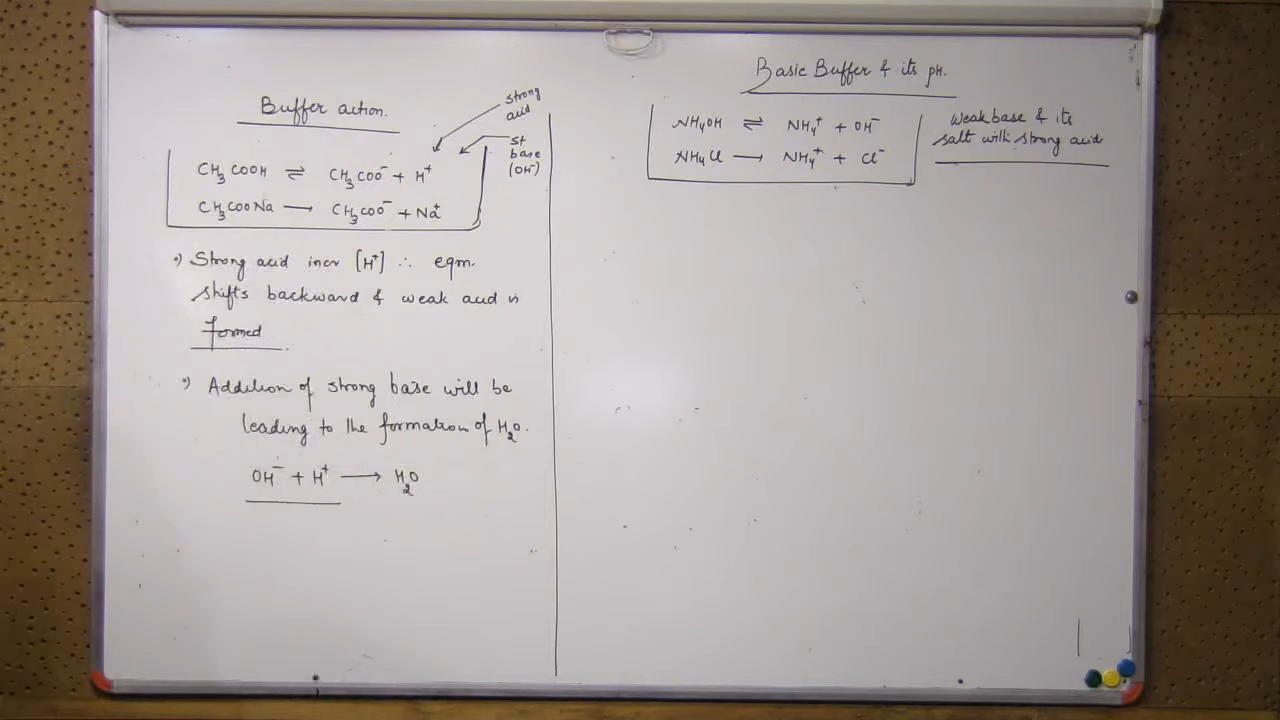 Buffer action.
strong
acid
st
base
(OH⁻)
CH₃COOH ⇌ CH₃COO⁻ + H⁺
CH₃COONa ⟶ CH₃COO⁻ + Na⁺
•) Strong acid incr [H⁺] ∴ eqm.
shifts backward & weak acid is
formed
•) Addition of strong base will be
leading to the formation of H₂O.
OH⁻ + H⁺ ⟶ H₂O
Basic Buffer & its pH.
NH₄OH ⇌ NH₄⁺ + OH⁻
NH₄Cl ⟶ NH₄⁺ + Cl⁻
Weak base & its
salt with strong acid